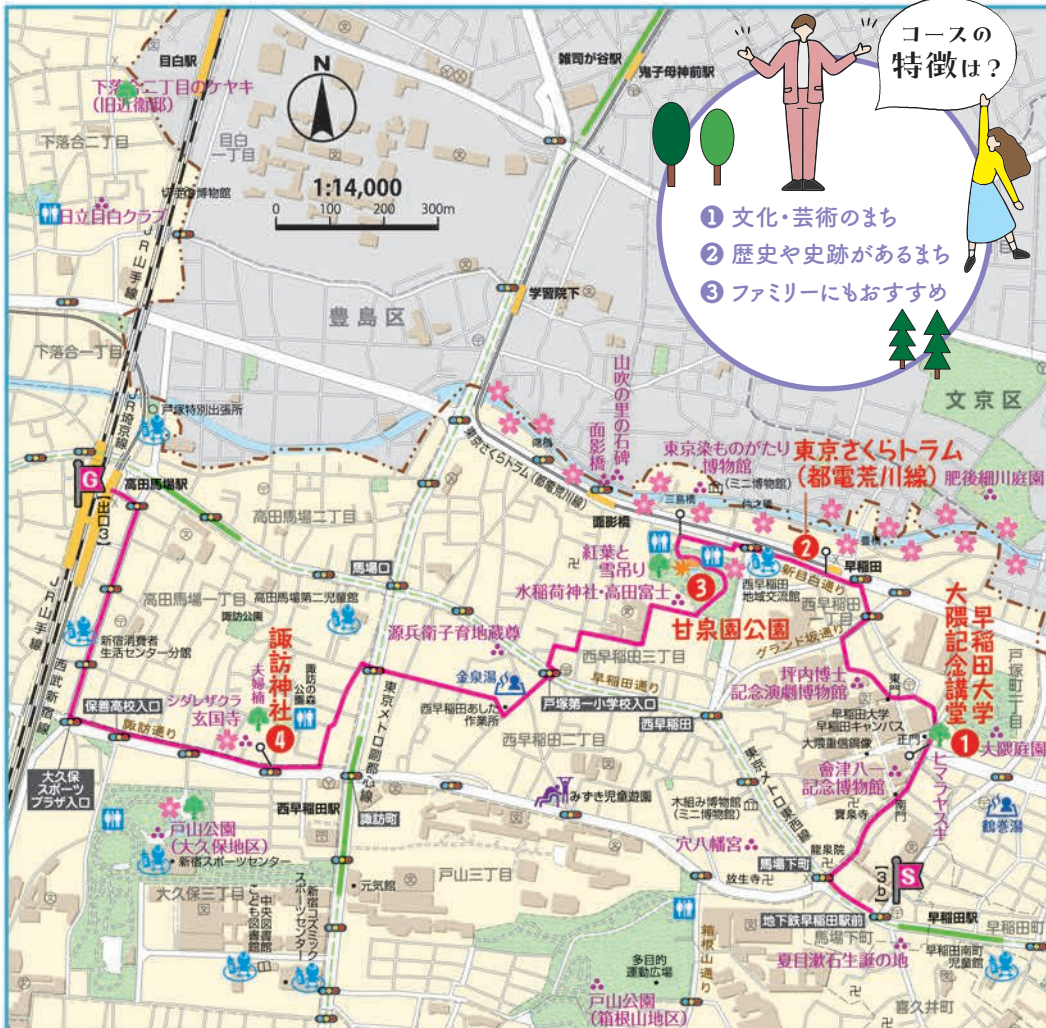 コースの
特徴は？
❶ 文化・芸術のまち
❷ 歴史や史跡があるまち
❸ ファミリーにもおすすめ
目白駅
下落合二丁目のケヤキ
（旧近衞邸）
下落合二丁目
目白
一丁目
N
1:14,000
0 100 200 300m
雑司が谷駅
鬼子母神前駅
日立目白クラブ
JR山手線
学習院下
豊島区
文京区
下落合一丁目
戸塚特別出張所
JR埼京線
G
出口3
高田馬場駅
高田馬場二丁目
東京さくらトラム（都電荒川線）
山吹の里の石碑
面影橋
東京染ものがたり
博物館
（ミニ博物館）
東京さくらトラム
（都電荒川線）
肥後細川庭園
三島橋
面影橋
2
早稲田
新目白通り
紅葉と
雪吊り
3
水稲荷神社・高田富士
甘泉園公園
西早稲田
地域交流館
西早稲田
一丁目
グランド坂通り
馬場口
高田馬場一丁目
高田馬場第二児童館
諏訪公園
新宿消費者
生活センター分館
源兵衛子育地蔵尊
西早稲田三丁目
早稲田通り
金泉湯
西早稲田あした
作業所
戸塚第一小学校入口
西早稲田
坪内博士
記念演劇博物館
東門
早稲田大学
早稲田キャンパス
大隈重信銅像
正門
早稲田大学
大隈記念講堂
1
戸塚町一丁目
大隈庭園
ヒマラヤスギ
會津八一
記念博物館
南門
寶泉寺
鶴巻湯
諏訪神社
4
諏訪の森
公園
夫婦楠
シダレザクラ
玄国寺
保善高校入口
諏訪通り
西武新宿線
JR山手線
大久保
スポーツ
プラザ入口
東京メトロ副都心線
西早稲田駅
諏訪町
西早稲田二丁目
みずき児童遊園
東京メトロ東西線
木組み博物館
（ミニ博物館）
穴八幡宮
放生寺
龍泉院
馬場下町
S
3b
地下鉄早稲田駅前
早稲田駅
早稲田町
馬場下町
早稲田南町
児童館
夏目漱石生誕の地
喜久井町
戸山公園
（大久保地区）
新宿スポーツセンター
大久保三丁目
中央図書館
こども図書館
新宿コズミック
スポーツセンター
元気館
戸山三丁目
箱根山通り
多目的
運動広場
戸山公園
（箱根山地区）